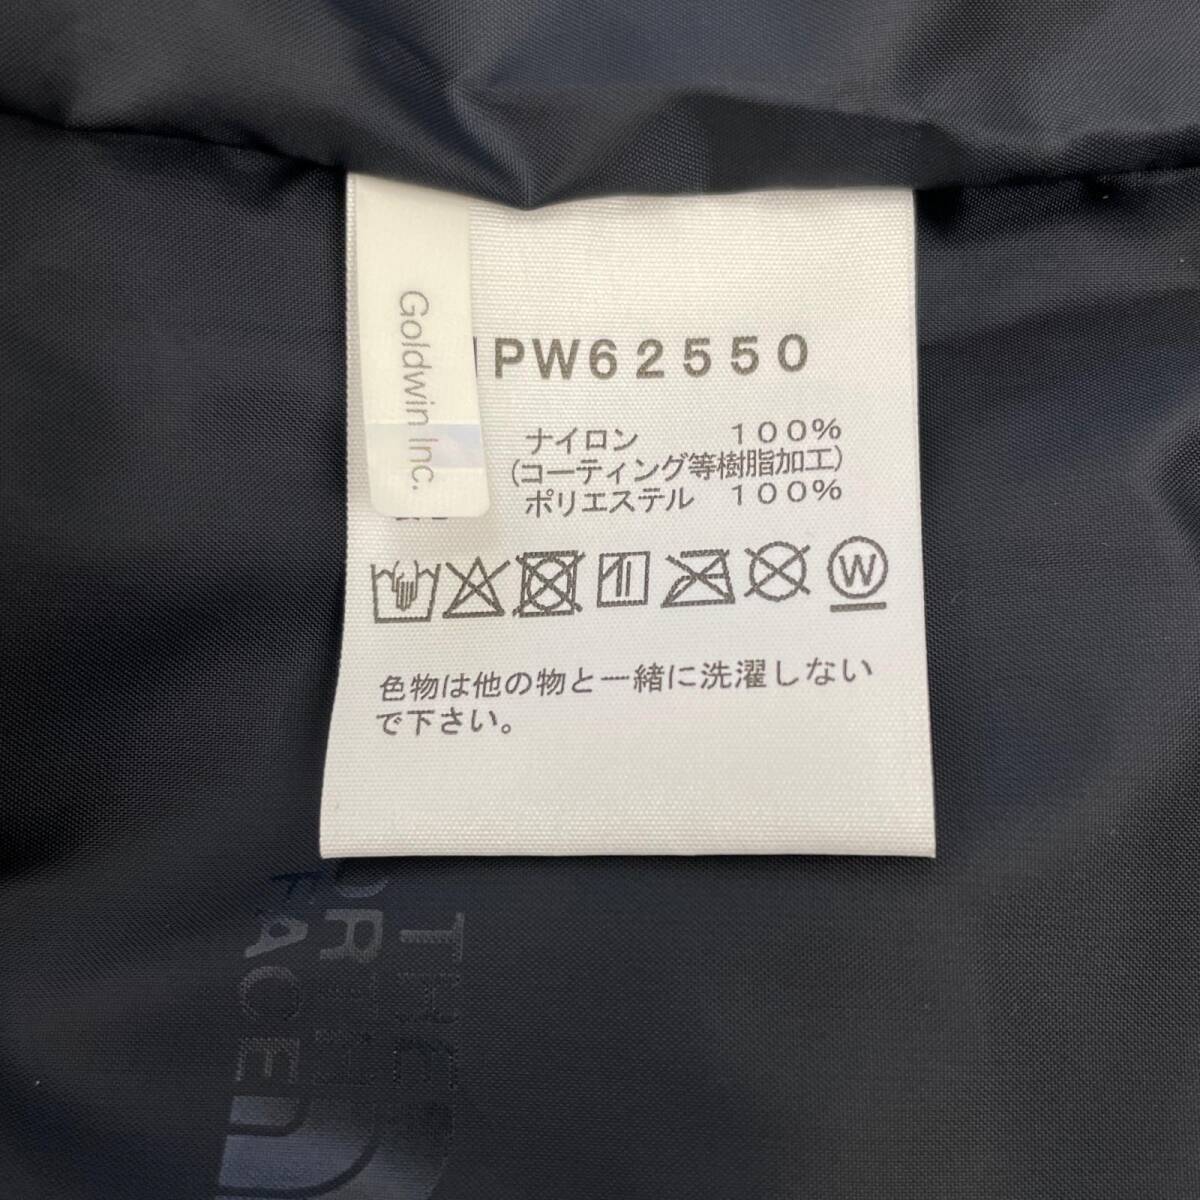 Goldwin Inc.
PW62550
ナイロン 100%
(コーティング等樹脂加工)
ポリエステル 100%
W
色物は他の物と一緒に洗濯しない
で下さい。
THE
FACE